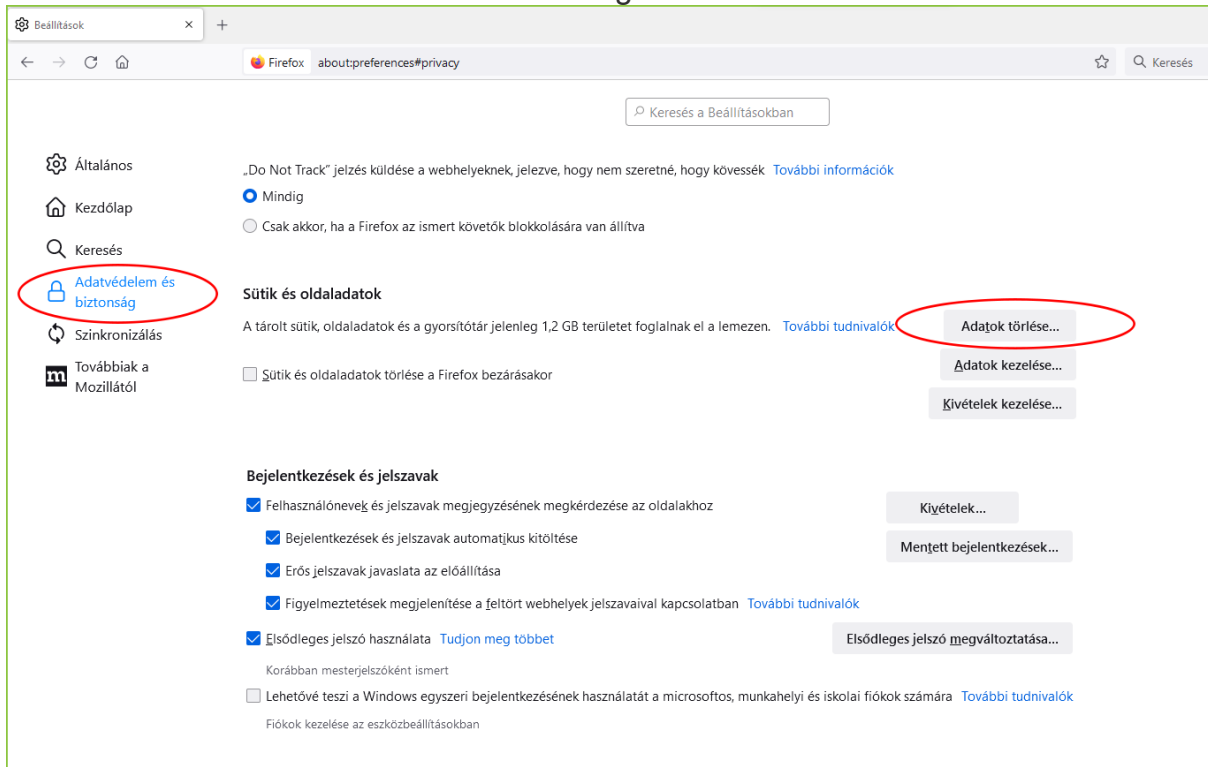 Beállítások
Firefox about:preferences#privacy
Keresés
Keresés a Beállításokban
Általános
Kezdőlap
Keresés
Adatvédelem és
biztonság
Szinkronizálás
Továbbiak a
Mozillától
„Do Not Track” jelzés küldése a webhelyeknek, jelezve, hogy nem szeretné, hogy kövessék További információk
Mindig
Csak akkor, ha a Firefox az ismert követők blokkolására van állítva
Sütik és oldaladatok
A tárolt sütik, oldaladatok és a gyorsítótár jelenleg 1,2 GB területet foglalnak el a lemezen. További tudnivalók
Adatok törlése...
Sütik és oldaladatok törlése a Firefox bezárásakor
Adatok kezelése...
Kivételek kezelése...
Bejelentkezések és jelszavak
Felhasználónevek és jelszavak megjegyzésének megkérdezése az oldalakhoz
Kivételek...
Bejelentkezések és jelszavak automatikus kitöltése
Mentett bejelentkezések...
Erős jelszavak javaslata az előállítása
Figyelmeztetések megjelenítése a feltört webhelyek jelszavaival kapcsolatban További tudnivalók
Elsődleges jelszó használata Tudjon meg többet
Elsődleges jelszó megváltoztatása...
Korábban mesterjelszóként ismert
Lehetővé teszi a Windows egyszeri bejelentkezésének használatát a microsoftos, munkahelyi és iskolai fiókok számára További tudnivalók
Fiókok kezelése az eszközbeállításokban